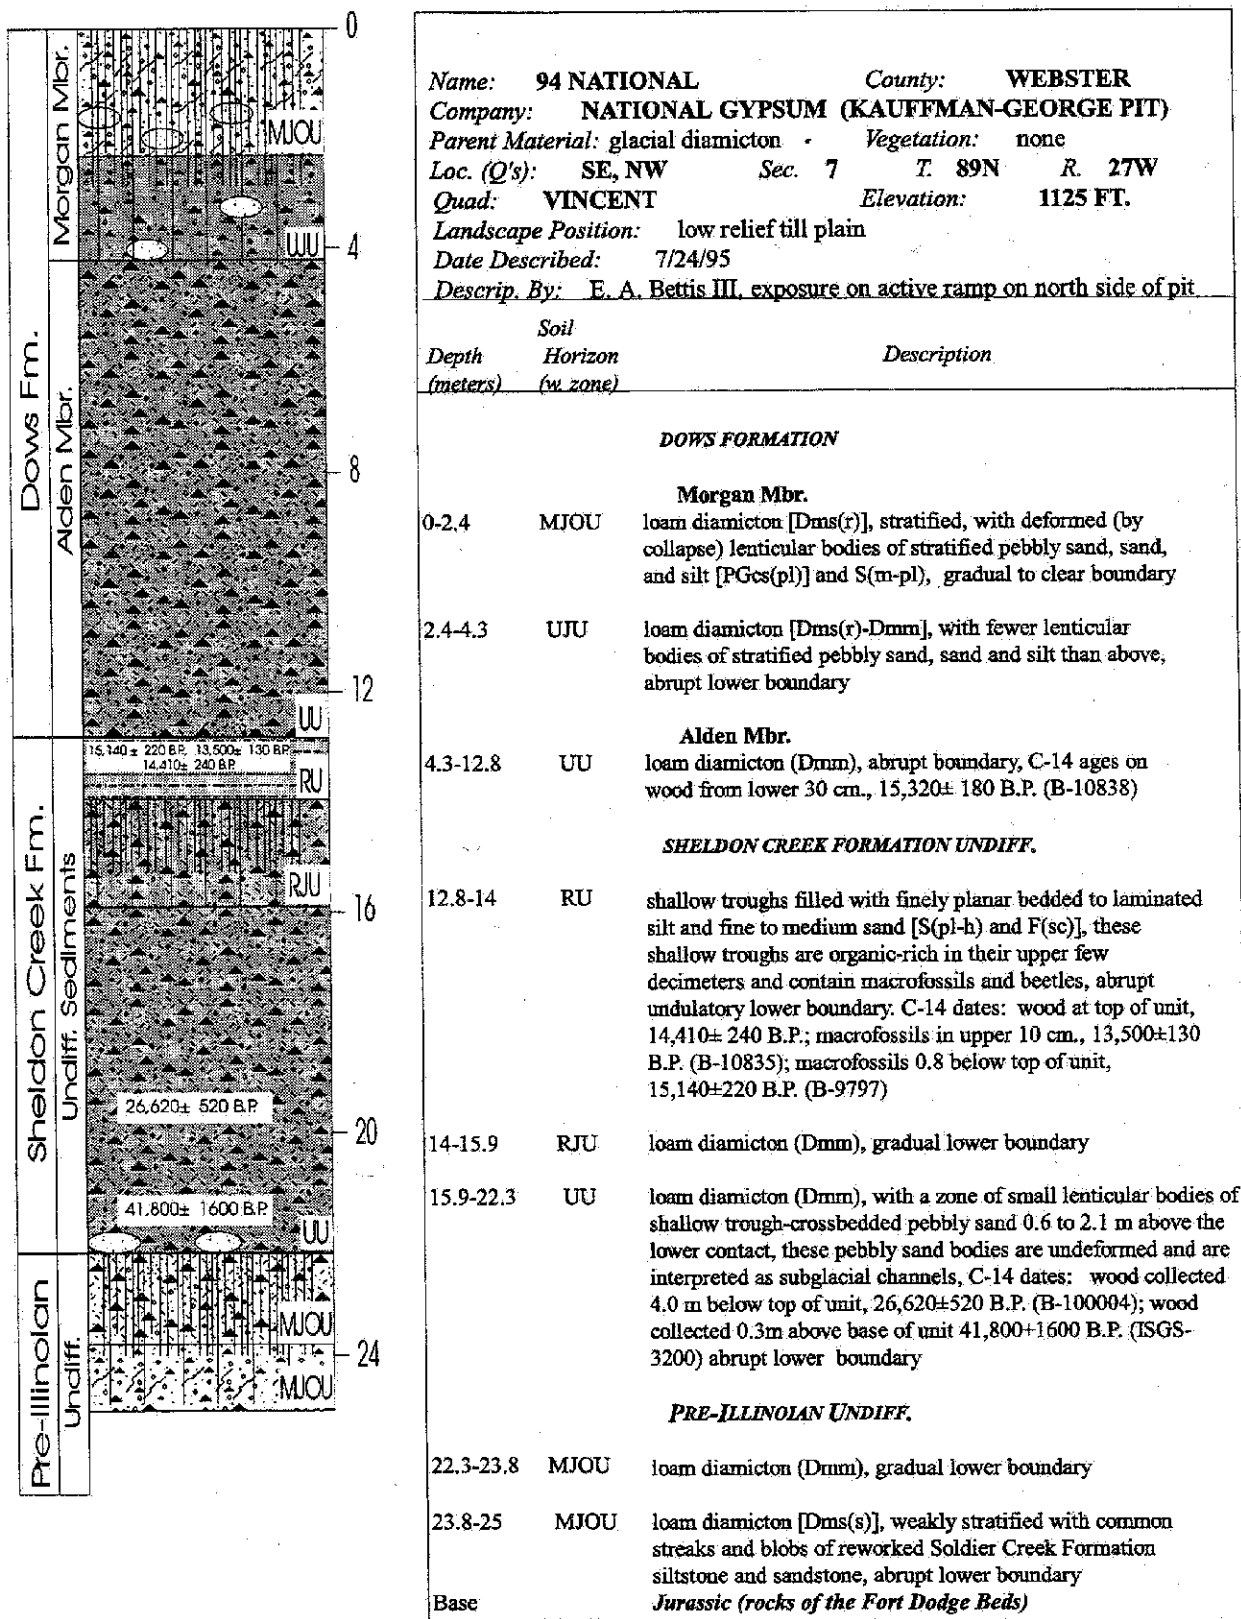 0
Morgan Mbr.
MJOU
WU
4
Dows Fm.
Alden Mbr.
8
12
UU
15,140 ± 220 B.P. 13,500± 130 B.P.
14,410± 240 B.P.
RU
Sheldon Creek Fm.
Undiff. Sediments
RJU
16
26,620± 520 B.P.
20
41,800± 1600 B.P.
UU
Pre-Illinoian
Undiff.
MJOU
24
MJOU
Name: 94 NATIONAL County: WEBSTER
Company: NATIONAL GYPSUM (KAUFFMAN-GEORGE PIT)
Parent Material: glacial diamicton Vegetation: none
Loc. (Q's): SE, NW Sec. 7 T. 89N R. 27W
Quad: VINCENT Elevation: 1125 FT.
Landscape Position: low relief till plain
Date Described: 7/24/95
Descrip. By: E. A. Bettis III, exposure on active ramp on north side of pit
Soil
Depth Horizon Description
(meters) (w. zone)
DOWS FORMATION
Morgan Mbr.
0-2.4 MJOU loam diamicton [Dms(r)], stratified, with deformed (by
collapse) lenticular bodies of stratified pebbly sand, sand,
and silt [PGcs(pl)] and S(m-pl), gradual to clear boundary
2.4-4.3 UJU loam diamicton [Dms(r)-Dmm], with fewer lenticular
bodies of stratified pebbly sand, sand and silt than above,
abrupt lower boundary
Alden Mbr.
4.3-12.8 UU loam diamicton (Dmm), abrupt boundary, C-14 ages on
wood from lower 30 cm., 15,320± 180 B.P. (B-10838)
SHELDON CREEK FORMATION UNDIFF.
12.8-14 RU shallow troughs filled with finely planar bedded to laminated
silt and fine to medium sand [S(pl-h) and F(sc)], these
shallow troughs are organic-rich in their upper few
decimeters and contain macrofossils and beetles, abrupt
undulatory lower boundary. C-14 dates: wood at top of unit,
14,410± 240 B.P.; macrofossils in upper 10 cm., 13,500±130
B.P. (B-10835); macrofossils 0.8 below top of unit,
15,140±220 B.P. (B-9797)
14-15.9 RJU loam diamicton (Dmm), gradual lower boundary
15.9-22.3 UU loam diamicton (Dmm), with a zone of small lenticular bodies of
shallow trough-crossbedded pebbly sand 0.6 to 2.1 m above the
lower contact, these pebbly sand bodies are undeformed and are
interpreted as subglacial channels, C-14 dates: wood collected
4.0 m below top of unit, 26,620±520 B.P. (B-100004); wood
collected 0.3m above base of unit 41,800+1600 B.P. (ISGS-
3200) abrupt lower boundary
PRE-ILLINOIAN UNDIFF.
22.3-23.8 MJOU loam diamicton (Dmm), gradual lower boundary
23.8-25 MJOU loam diamicton [Dms(s)], weakly stratified with common
streaks and blobs of reworked Soldier Creek Formation
siltstone and sandstone, abrupt lower boundary
Base Jurassic (rocks of the Fort Dodge Beds)